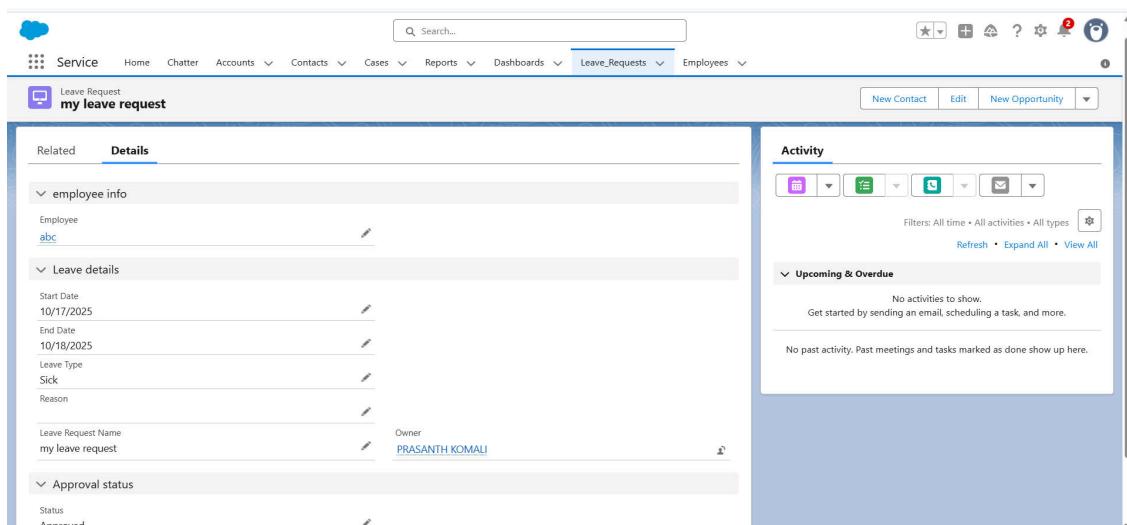 Search...
2
Service Home Chatter Accounts Contacts Cases Reports Dashboards Leave_Requests Employees
Leave Request
my leave request
New Contact Edit New Opportunity
Related Details
employee info
Employee
abc
Leave details
Start Date
10/17/2025
End Date
10/18/2025
Leave Type
Sick
Reason
Leave Request Name
my leave request
Owner
PRASANTH KOMALI
Approval status
Status
Approved
Activity
Filters: All time • All activities • All types
Refresh • Expand All • View All
Upcoming & Overdue
No activities to show.
Get started by sending an email, scheduling a task, and more.
No past activity. Past meetings and tasks marked as done show up here.